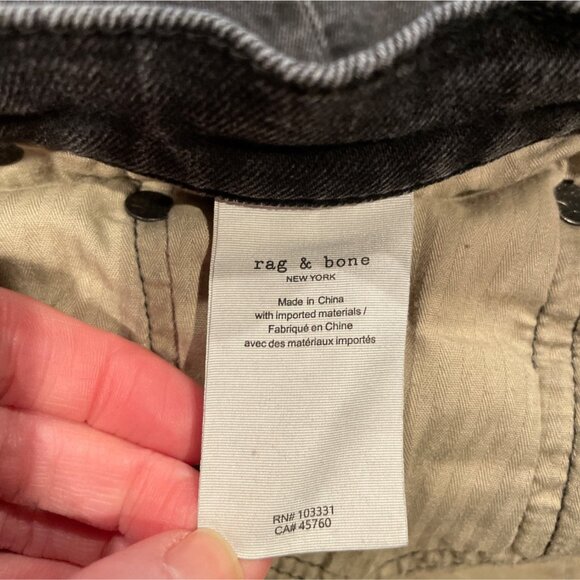 rag & bone
NEW YORK
Made in China
with imported materials /
Fabriqué en Chine
avec des matériaux importés
RN# 103331
CA# 45760